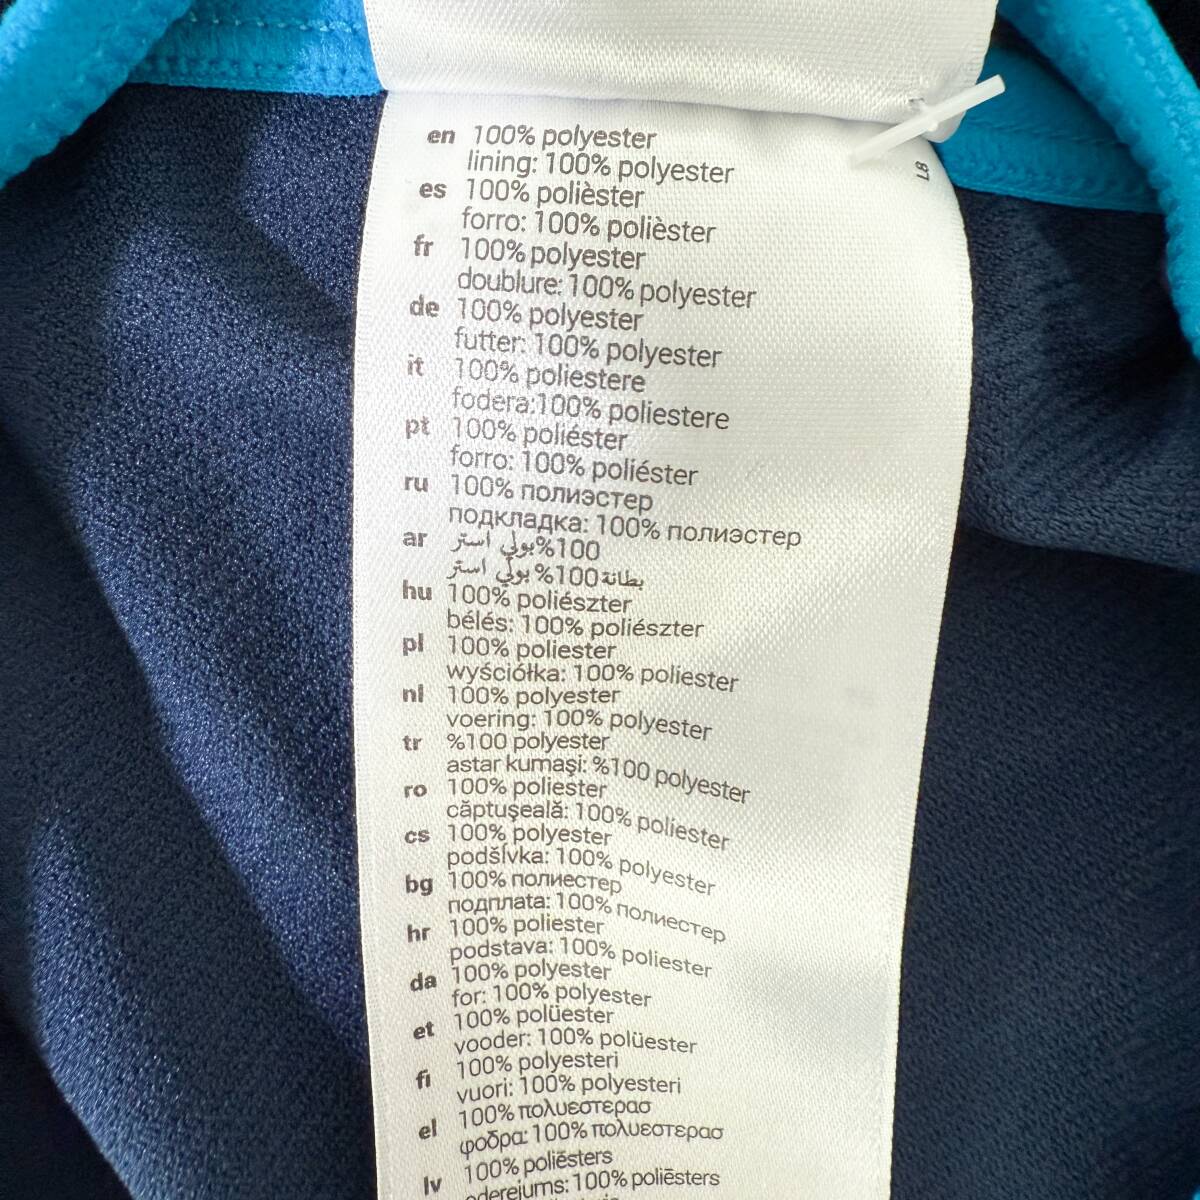 L8
en 100% polyester
lining: 100% polyester
es 100% polièster
forro: 100% polièster
fr 100% polyester
doublure: 100% polyester
de 100% polyester
futter: 100% polyester
it 100% poliestere
fodera:100% poliestere
pt 100% poliéster
forro: 100% poliéster
ru 100% полиэстер
подкладка: 100% полиэстер
ar 100%بولي استر
بطانة100%بولي استر
hu 100% poliészter
bélés: 100% poliészter
pl 100% poliester
wyściółka: 100% poliester
nl 100% polyester
voering: 100% polyester
tr %100 polyester
astar kumaşi: %100 polyester
ro 100% poliester
căptuşeală: 100% poliester
cs 100% polyester
podšívka: 100% polyester
bg 100% полиестер
подплата: 100% полиестер
hr 100% poliester
podstava: 100% poliester
da 100% polyester
for: 100% polyester
et 100% polüester
vooder: 100% polüester
fi 100% polyesteri
vuori: 100% polyesteri
el 100% πολυεστερασ
φοδρα: 100% πολυεστερασ
lv 100% poliēsters
oderejums: 100% poliēsters